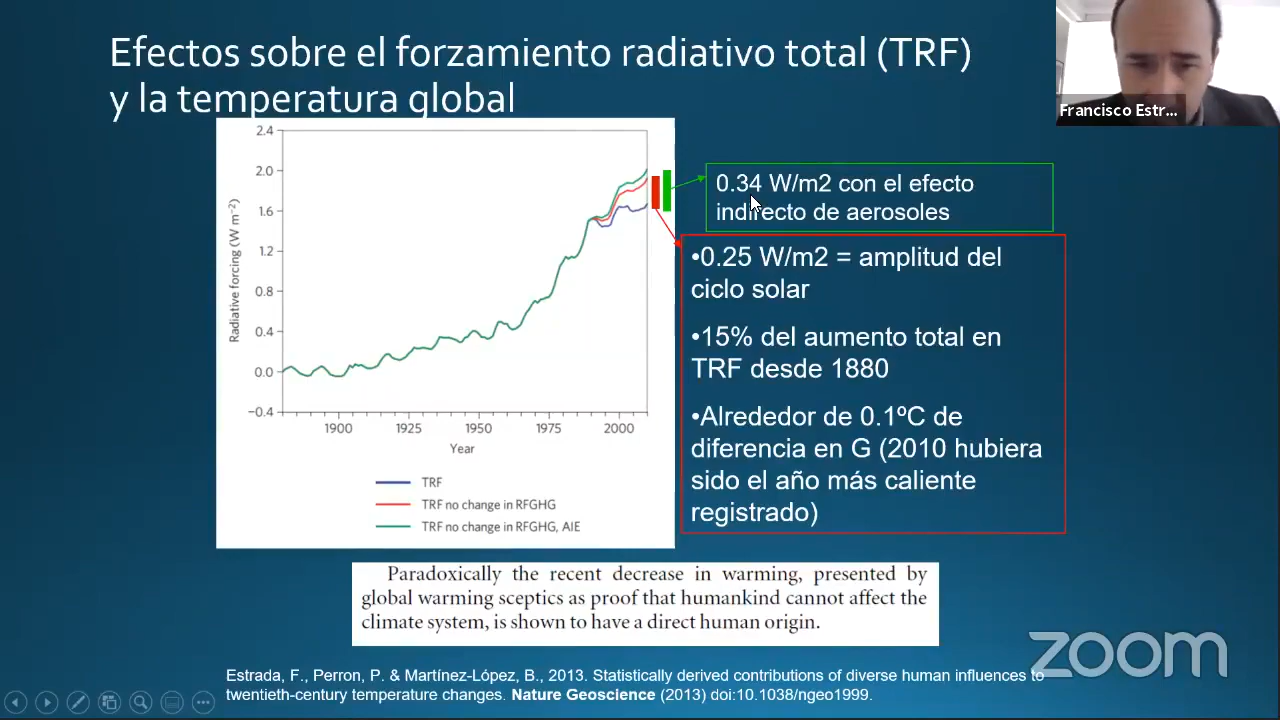 Efectos sobre el forzamiento radiativo total (TRF)
y la temperatura global
Francisco Estr...
2.4
2.0
1.6
1.2
0.8
0.4
0.0
−0.4
Radiative forcing (W m⁻²)
1900 1925 1950 1975 2000
Year
TRF
TRF no change in RFGHG
TRF no change in RFGHG, AIE
0.34 W/m2 con el efecto
indirecto de aerosoles
•0.25 W/m2 = amplitud del
ciclo solar
•15% del aumento total en
TRF desde 1880
•Alrededor de 0.1ºC de
diferencia en G (2010 hubiera
sido el año más caliente
registrado)
Paradoxically the recent decrease in warming, presented by
global warming sceptics as proof that humankind cannot affect the
climate system, is shown to have a direct human origin.
zoom
Estrada, F., Perron, P. & Martínez-López, B., 2013. Statistically derived contributions of diverse human influences to
twentieth-century temperature changes. Nature Geoscience (2013) doi:10.1038/ngeo1999.